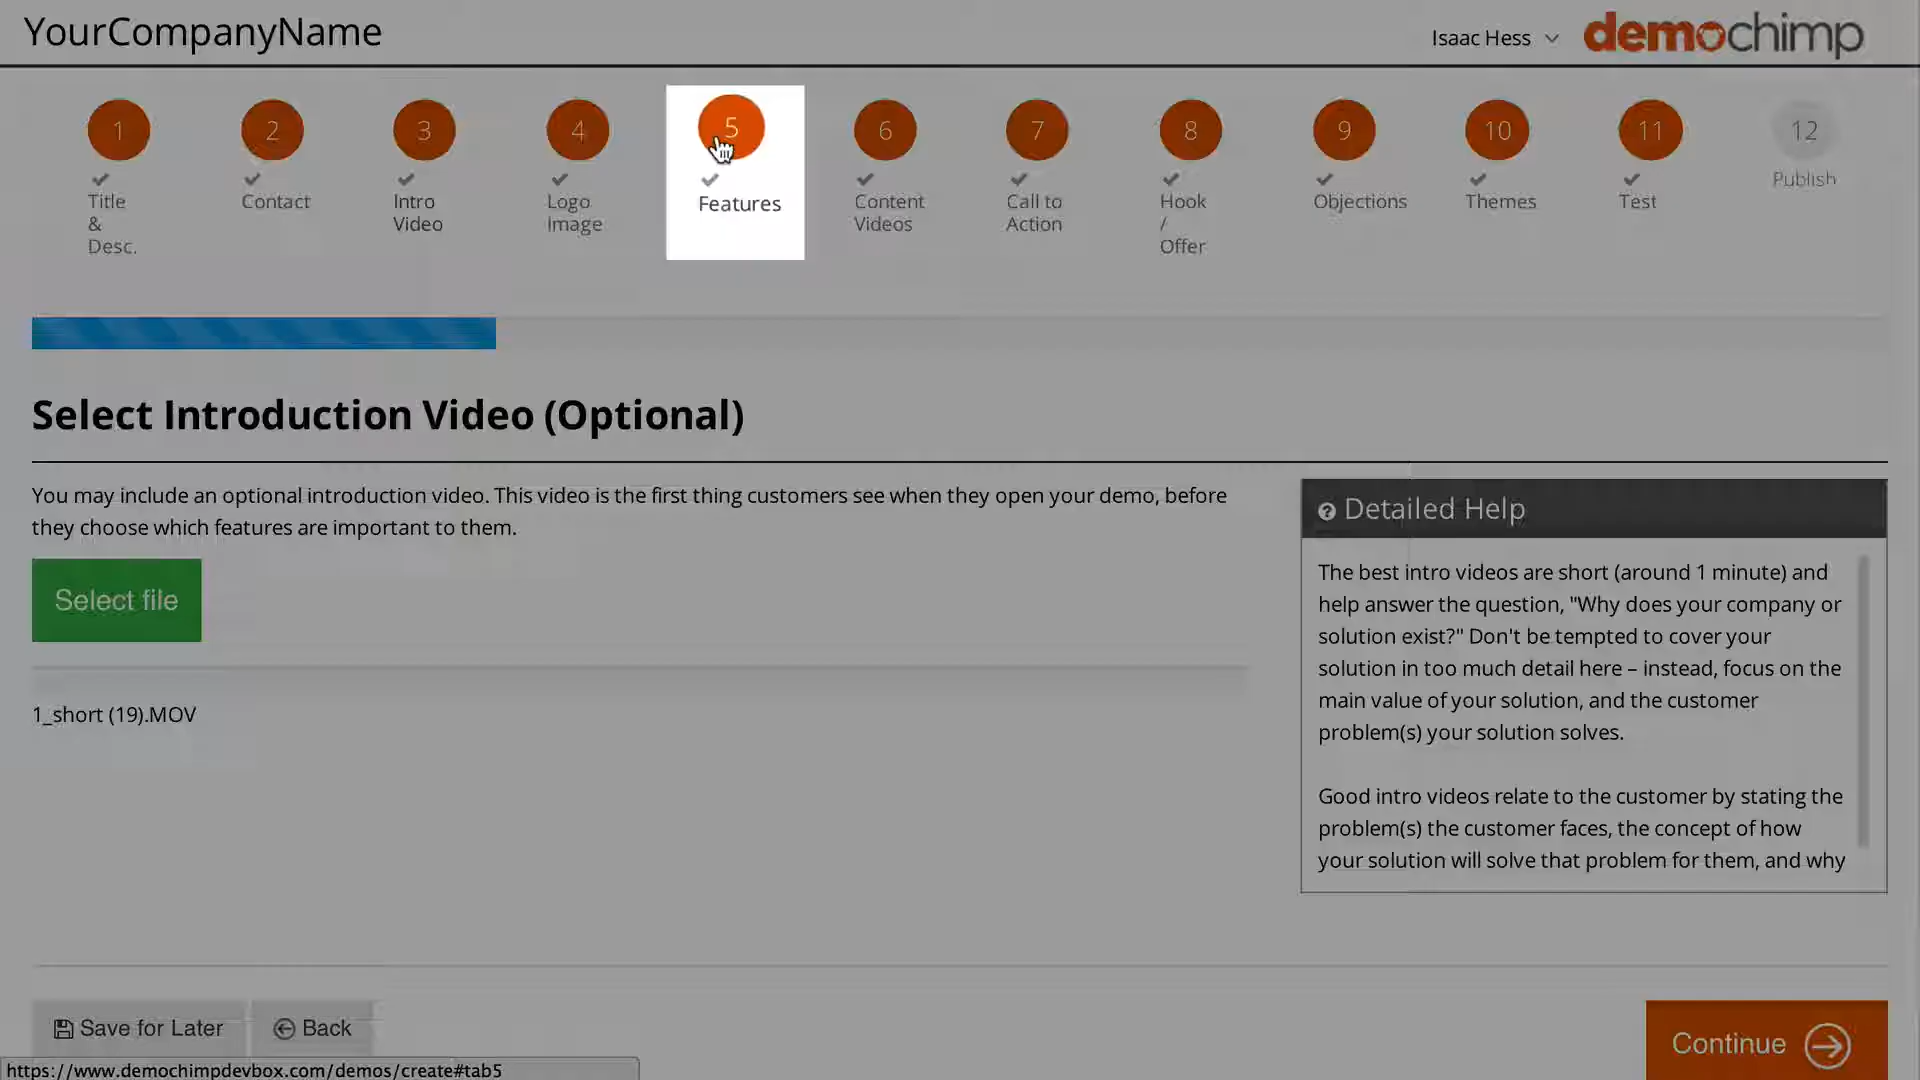 YourCompanyName
Isaac Hess
demochimp
1
2
3
4
5
6
7
8
9
10
11
12
Title
&
Desc.
Contact
Intro
Video
Logo
Image
Features
Content
Videos
Call to
Action
Hook
/
Offer
Objections
Themes
Test
Publish
Select Introduction Video (Optional)
You may include an optional introduction video. This video is the first thing customers see when they open your demo, before
they choose which features are important to them.
Select file
1_short (19).MOV
Detailed Help
The best intro videos are short (around 1 minute) and
help answer the question, "Why does your company or
solution exist?" Don't be tempted to cover your
solution in too much detail here – instead, focus on the
main value of your solution, and the customer
problem(s) your solution solves.
Good intro videos relate to the customer by stating the
problem(s) the customer faces, the concept of how
your solution will solve that problem for them, and why
Save for Later
Back
Continue
https://www.demochimpdevbox.com/demos/create#tab5